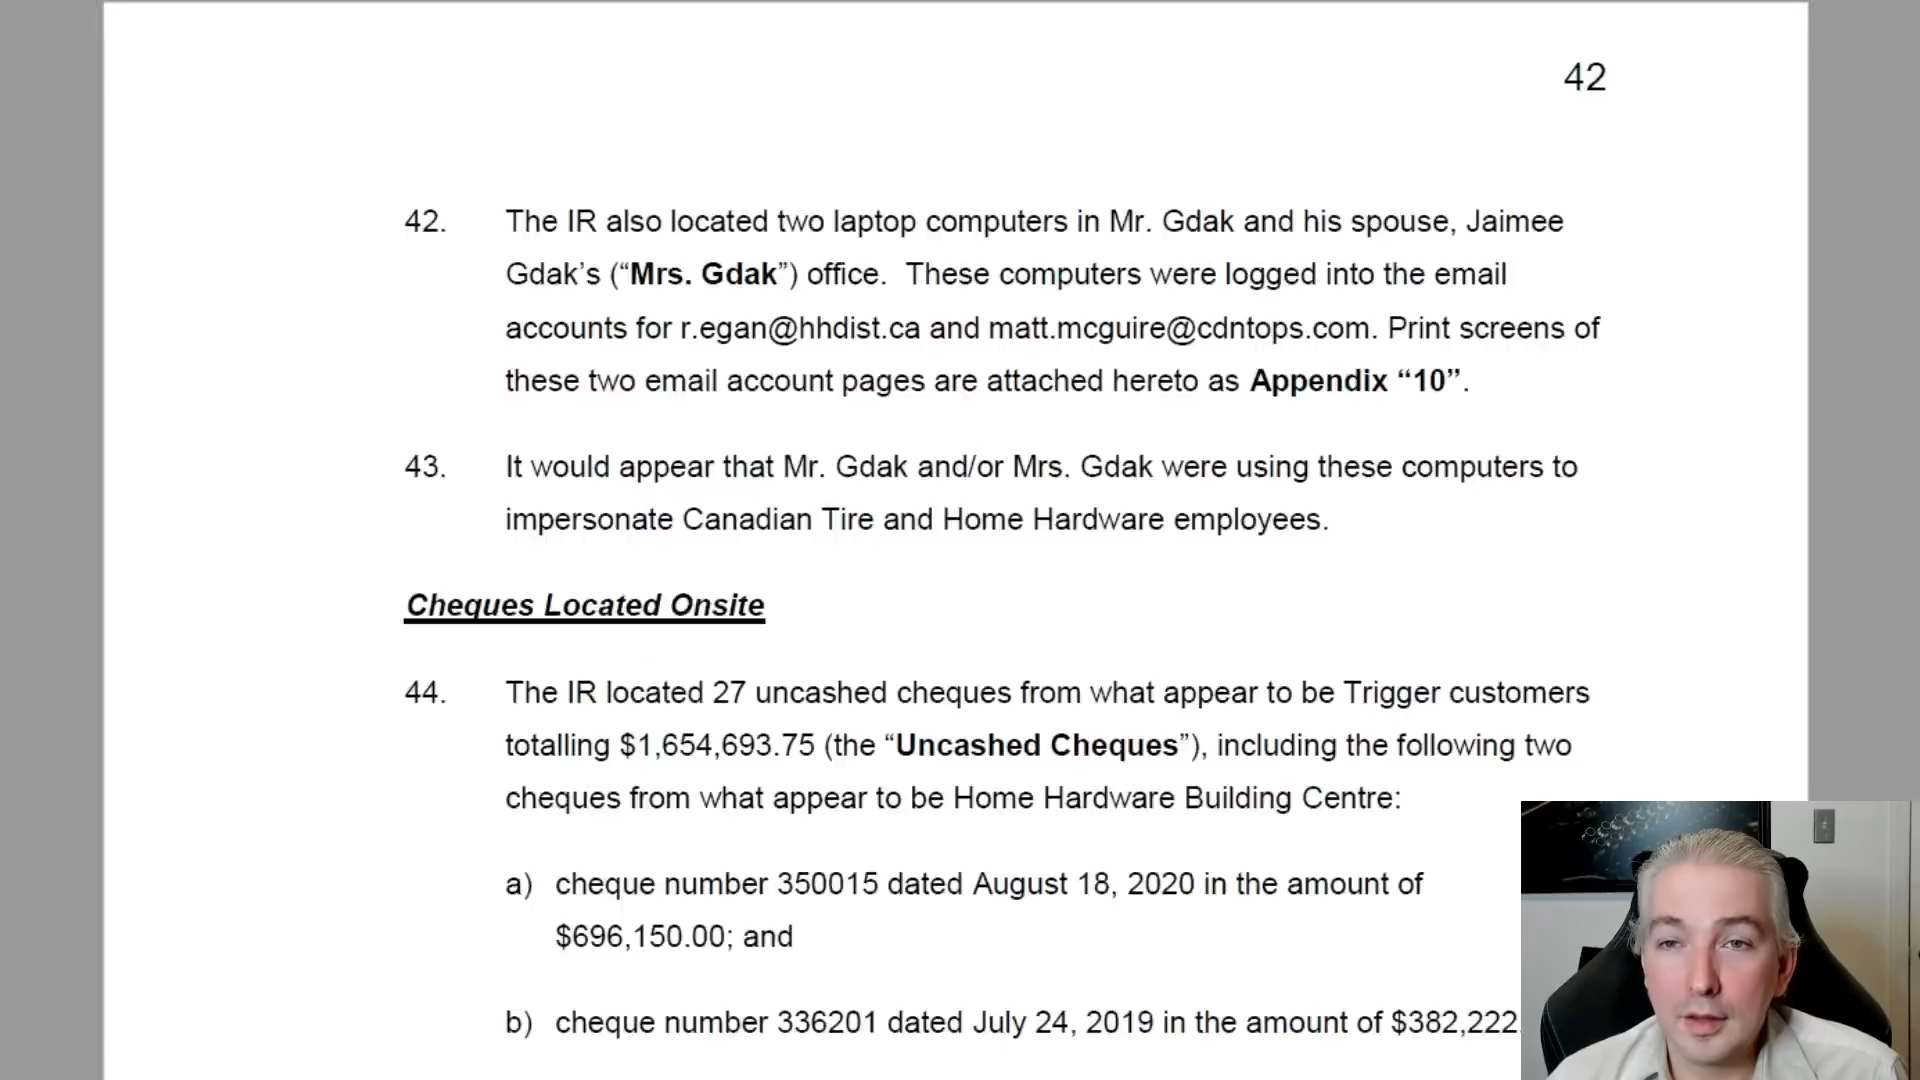 42
42. The IR also located two laptop computers in Mr. Gdak and his spouse, Jaimee
Gdak’s (“Mrs. Gdak”) office. These computers were logged into the email
accounts for r.egan@hhdist.ca and matt.mcguire@cdntops.com. Print screens of
these two email account pages are attached hereto as Appendix “10”.
43. It would appear that Mr. Gdak and/or Mrs. Gdak were using these computers to
impersonate Canadian Tire and Home Hardware employees.
Cheques Located Onsite
44. The IR located 27 uncashed cheques from what appear to be Trigger customers
totalling $1,654,693.75 (the “Uncashed Cheques”), including the following two
cheques from what appear to be Home Hardware Building Centre:
a) cheque number 350015 dated August 18, 2020 in the amount of
$696,150.00; and
b) cheque number 336201 dated July 24, 2019 in the amount of $382,222.